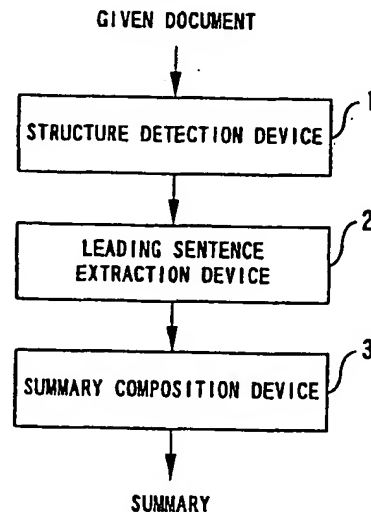 GIVEN DOCUMENT
1
STRUCTURE DETECTION DEVICE
2
LEADING SENTENCE
EXTRACTION DEVICE
3
SUMMARY COMPOSITION DEVICE
SUMMARY